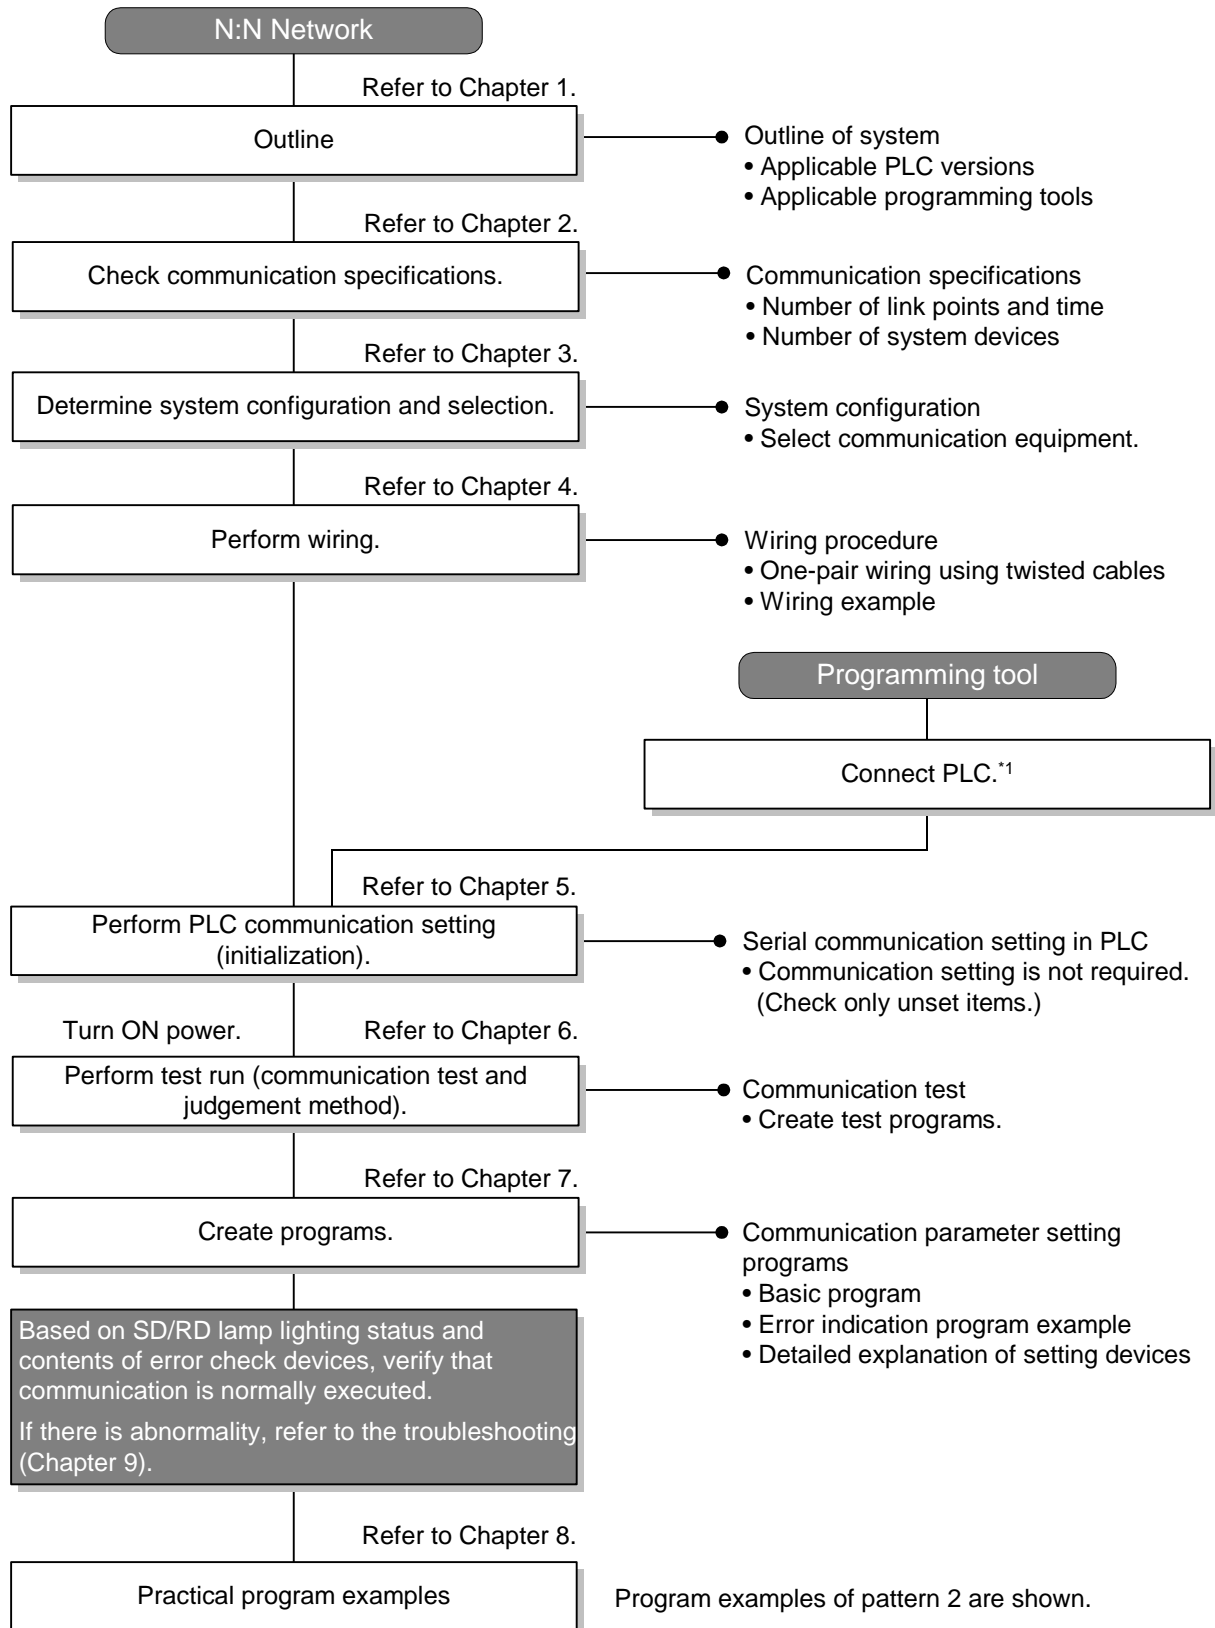 N:N Network
Refer to Chapter 1.
Outline
Outline of system
• Applicable PLC versions
• Applicable programming tools
Refer to Chapter 2.
Check communication specifications.
Communication specifications
• Number of link points and time
• Number of system devices
Refer to Chapter 3.
Determine system configuration and selection.
System configuration
• Select communication equipment.
Refer to Chapter 4.
Perform wiring.
Wiring procedure
• One-pair wiring using twisted cables
• Wiring example
Programming tool
Connect PLC.*1
Refer to Chapter 5.
Perform PLC communication setting
(initialization).
Serial communication setting in PLC
• Communication setting is not required.
(Check only unset items.)
Turn ON power.
Refer to Chapter 6.
Perform test run (communication test and
judgement method).
Communication test
• Create test programs.
Refer to Chapter 7.
Create programs.
Communication parameter setting
programs
• Basic program
• Error indication program example
• Detailed explanation of setting devices
Based on SD/RD lamp lighting status and
contents of error check devices, verify that
communication is normally executed.
If there is abnormality, refer to the troubleshooting
(Chapter 9).
Refer to Chapter 8.
Practical program examples
Program examples of pattern 2 are shown.